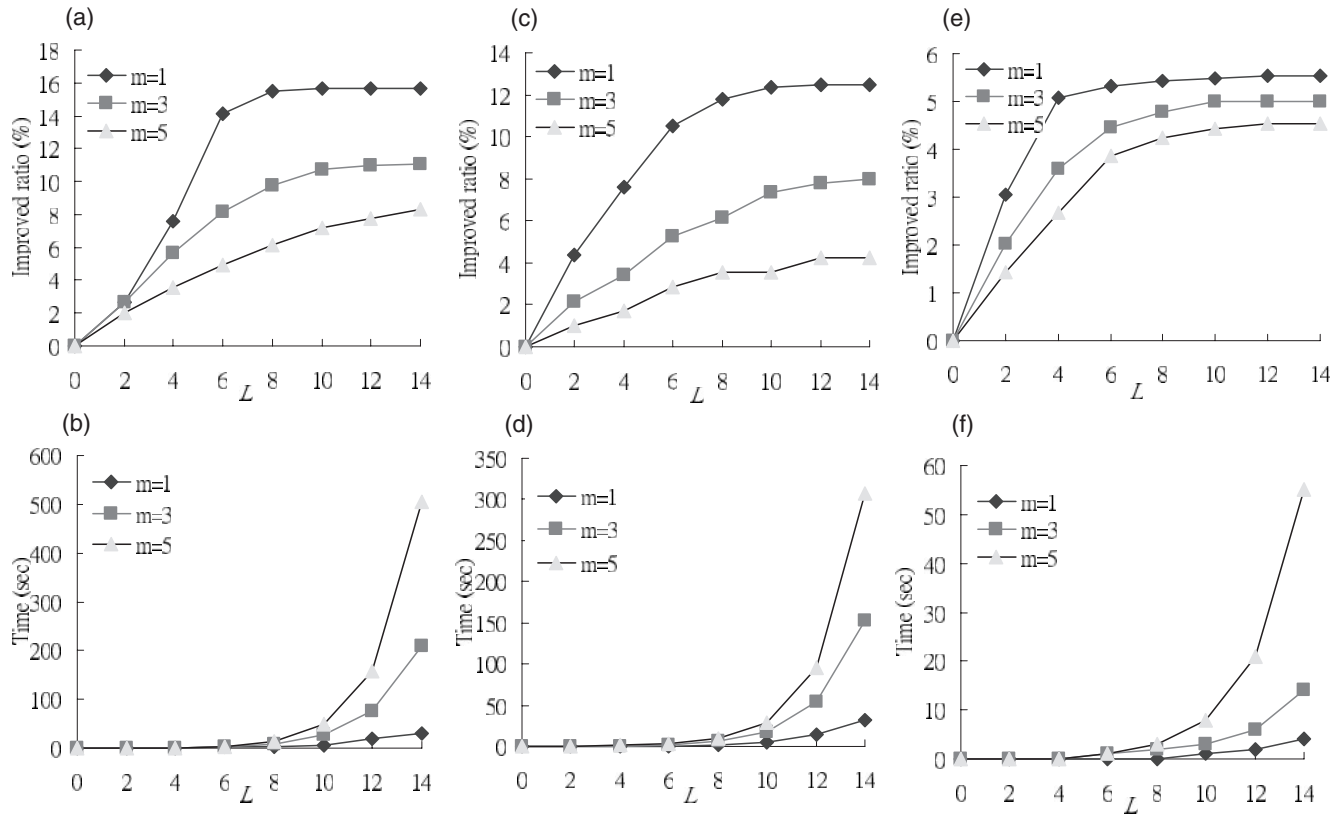 (a)
Improved ratio (%)
18
16
14
12
10
8
6
4
2
0
m=1
m=3
m=5
0 2 4 6 8 10 12 14
L
(c)
Improved ratio (%)
14
12
10
8
6
4
2
0
m=1
m=3
m=5
0 2 4 6 8 10 12 14
L
(e)
Improved ratio (%)
6
5
4
3
2
1
0
m=1
m=3
m=5
0 2 4 6 8 10 12 14
L
(b)
Time (sec)
600
500
400
300
200
100
0
m=1
m=3
m=5
0 2 4 6 8 10 12 14
L
(d)
Time (sec)
350
300
250
200
150
100
50
0
m=1
m=3
m=5
0 2 4 6 8 10 12 14
L
(f)
Time (sec)
60
50
40
30
20
10
0
m=1
m=3
m=5
0 2 4 6 8 10 12 14
L